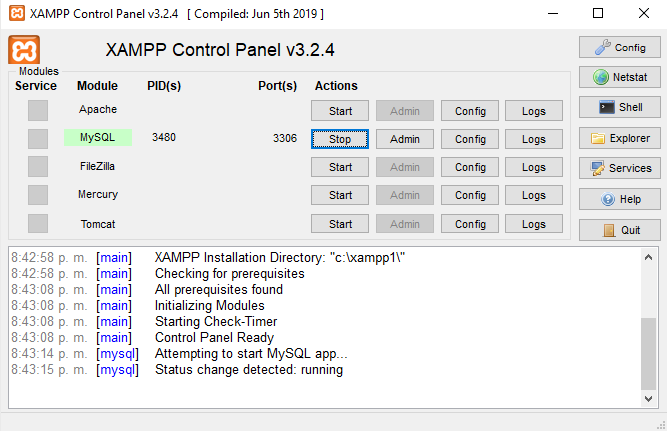 XAMPP Control Panel v3.2.4 [ Compiled: Jun 5th 2019 ]
XAMPP Control Panel v3.2.4
Config
Modules
Service Module PID(s) Port(s) Actions
Netstat
Apache Start Admin Config Logs
Shell
MySQL 3480 3306 Stop Admin Config Logs
Explorer
FileZilla Start Admin Config Logs
Services
Mercury Start Admin Config Logs
Help
Tomcat Start Admin Config Logs
Quit
8:42:58 p. m. [main] XAMPP Installation Directory: "c:\xampp1\"
8:42:58 p. m. [main] Checking for prerequisites
8:43:08 p. m. [main] All prerequisites found
8:43:08 p. m. [main] Initializing Modules
8:43:08 p. m. [main] Starting Check-Timer
8:43:08 p. m. [main] Control Panel Ready
8:43:14 p. m. [mysql] Attempting to start MySQL app...
8:43:15 p. m. [mysql] Status change detected: running